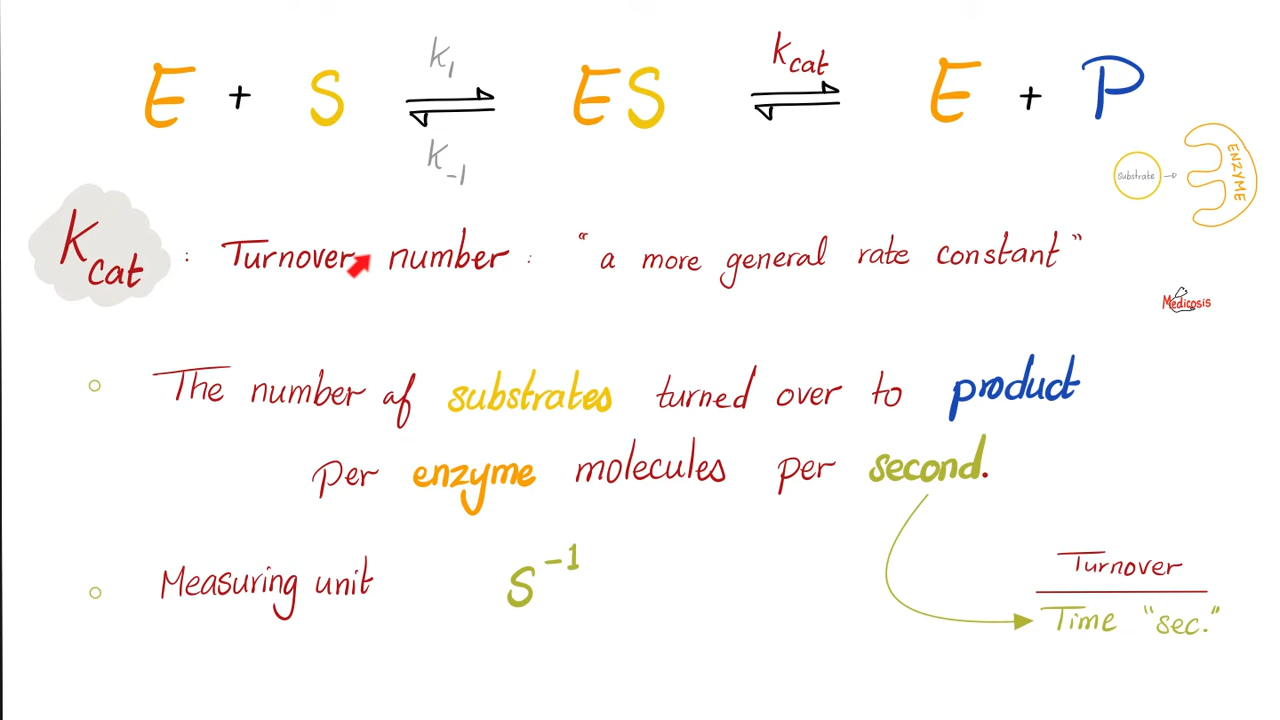 k1 kcat
E + S ⇌ ES ⇌ E + P
k-1
Substrate → ENZYME
Kcat : Turnover number : "a more general rate constant"
Medicosis
The number of substrates turned over to product
per enzyme molecules per second.
Turnover
Measuring unit S⁻¹
Time "sec."